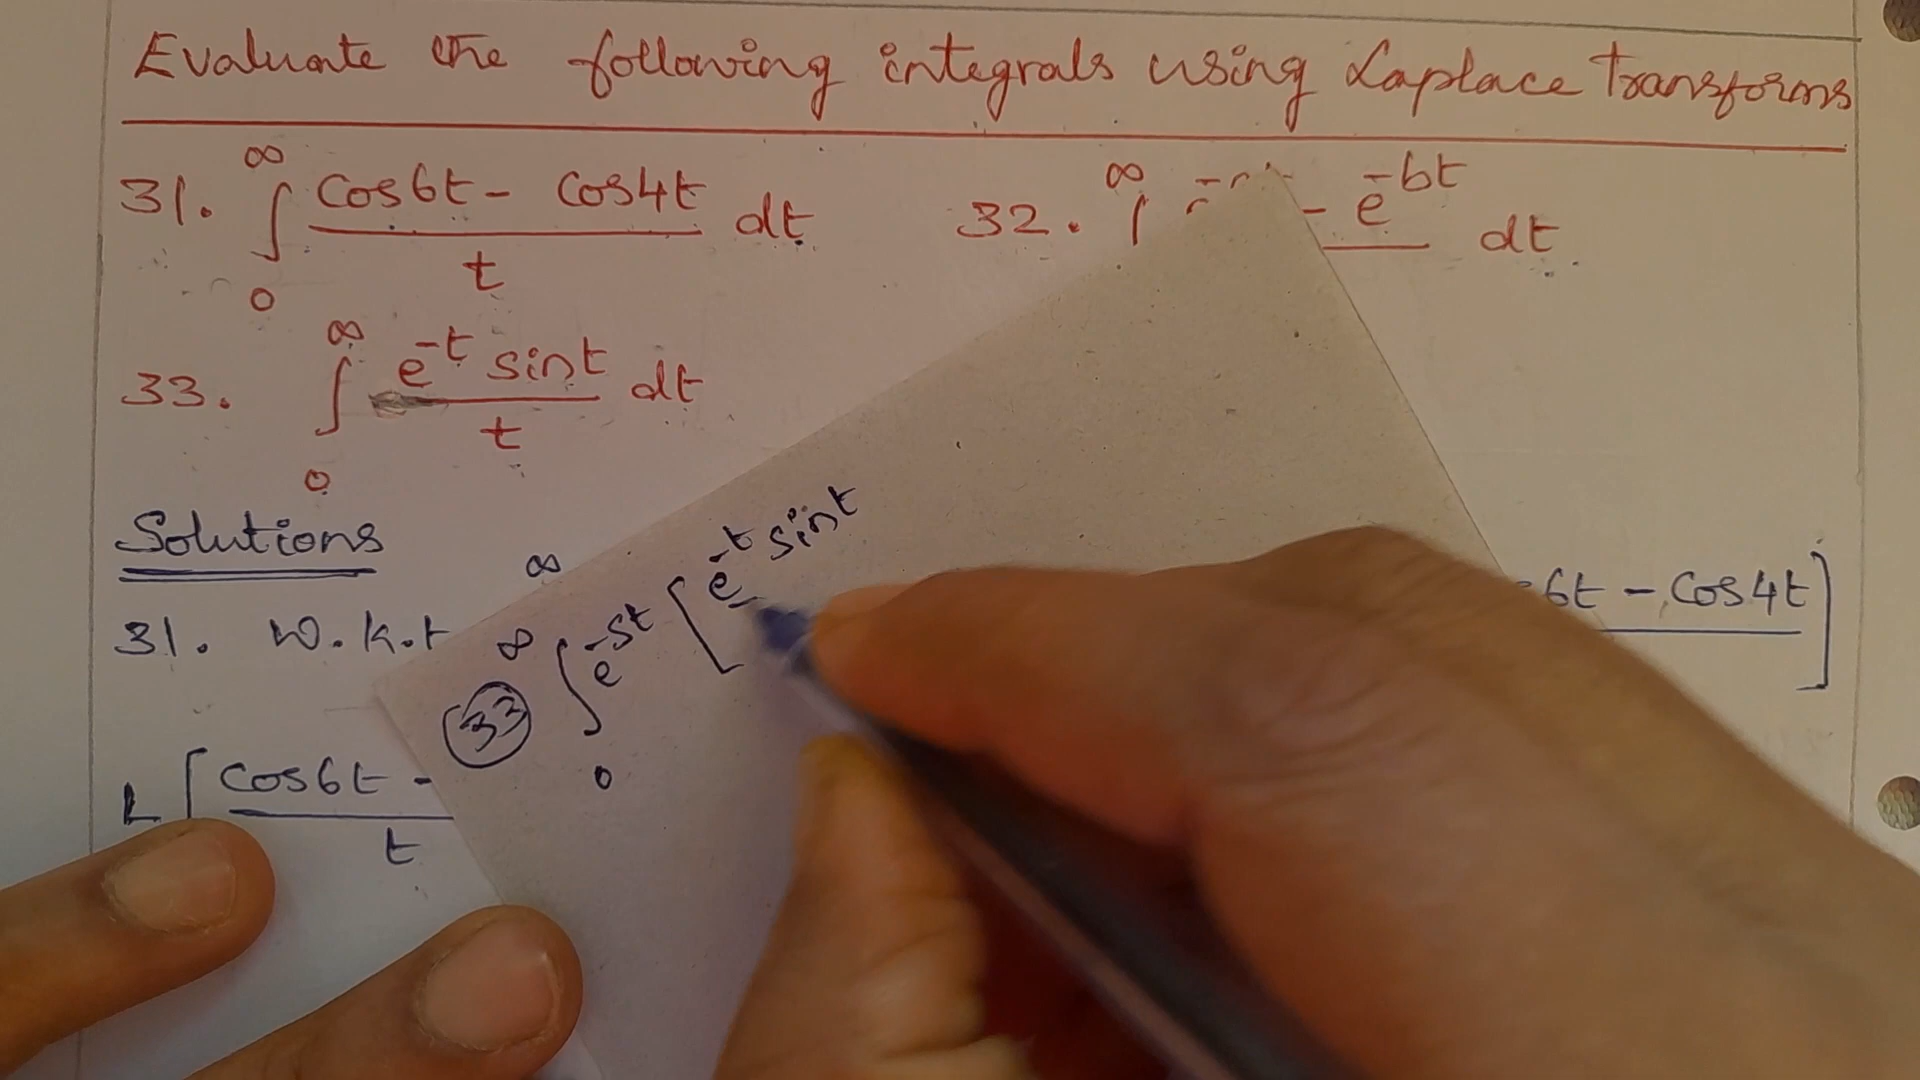 Evaluate the following integrals using Laplace Transforms
31. ∫₀^∞ (cos6t - cos4t)/t dt
32. ∫^∞ - e^-bt dt
33. ∫₀^∞ (e^-t sint)/t dt
Solutions
31. W.k.t ∞
6t - cos4t]
33 ∫₀^∞ e^-st [e^-t sint
L [cos6t -
t